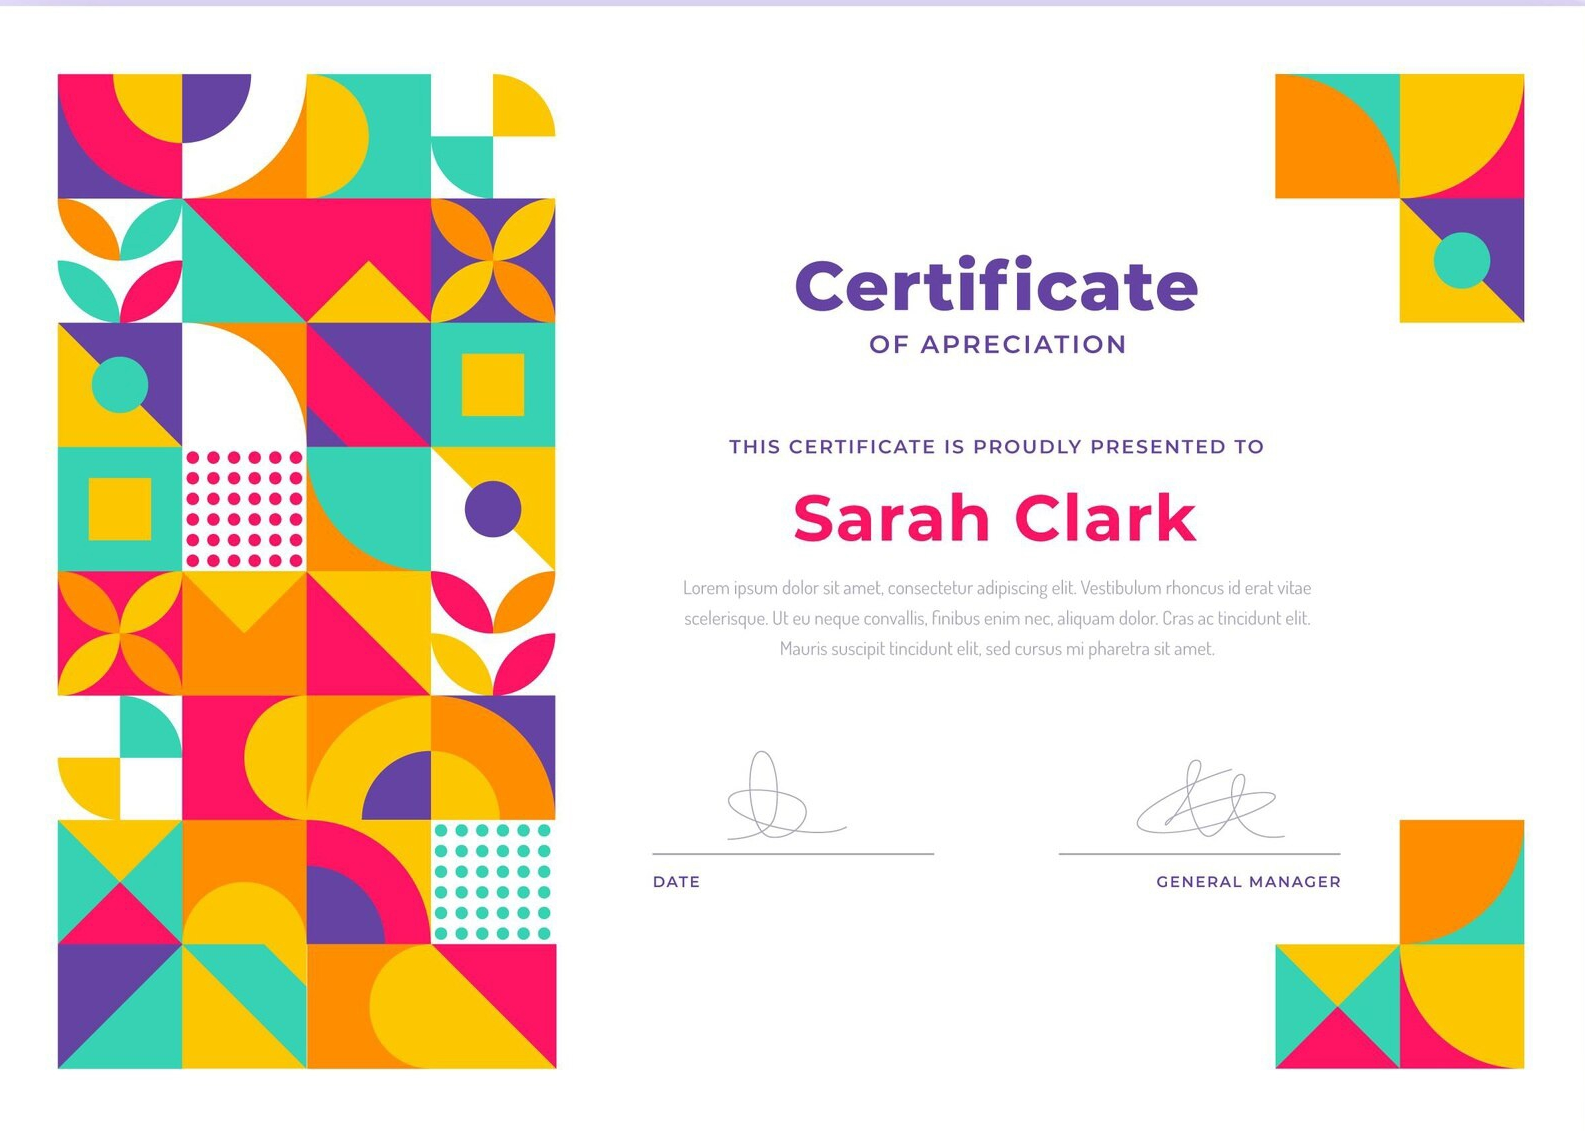 Certificate
OF APRECIATION
THIS CERTIFICATE IS PROUDLY PRESENTED TO
Sarah Clark
Lorem ipsum dolor sit amet, consectetur adipiscing elit. Vestibulum rhoncus id erat vitae
scelerisque. Ut eu neque convallis, finibus enim nec, aliquam dolor. Cras ac tincidunt elit.
Mauris suscipit tincidunt elit, sed cursus mi pharetra sit amet.
DATE
GENERAL MANAGER